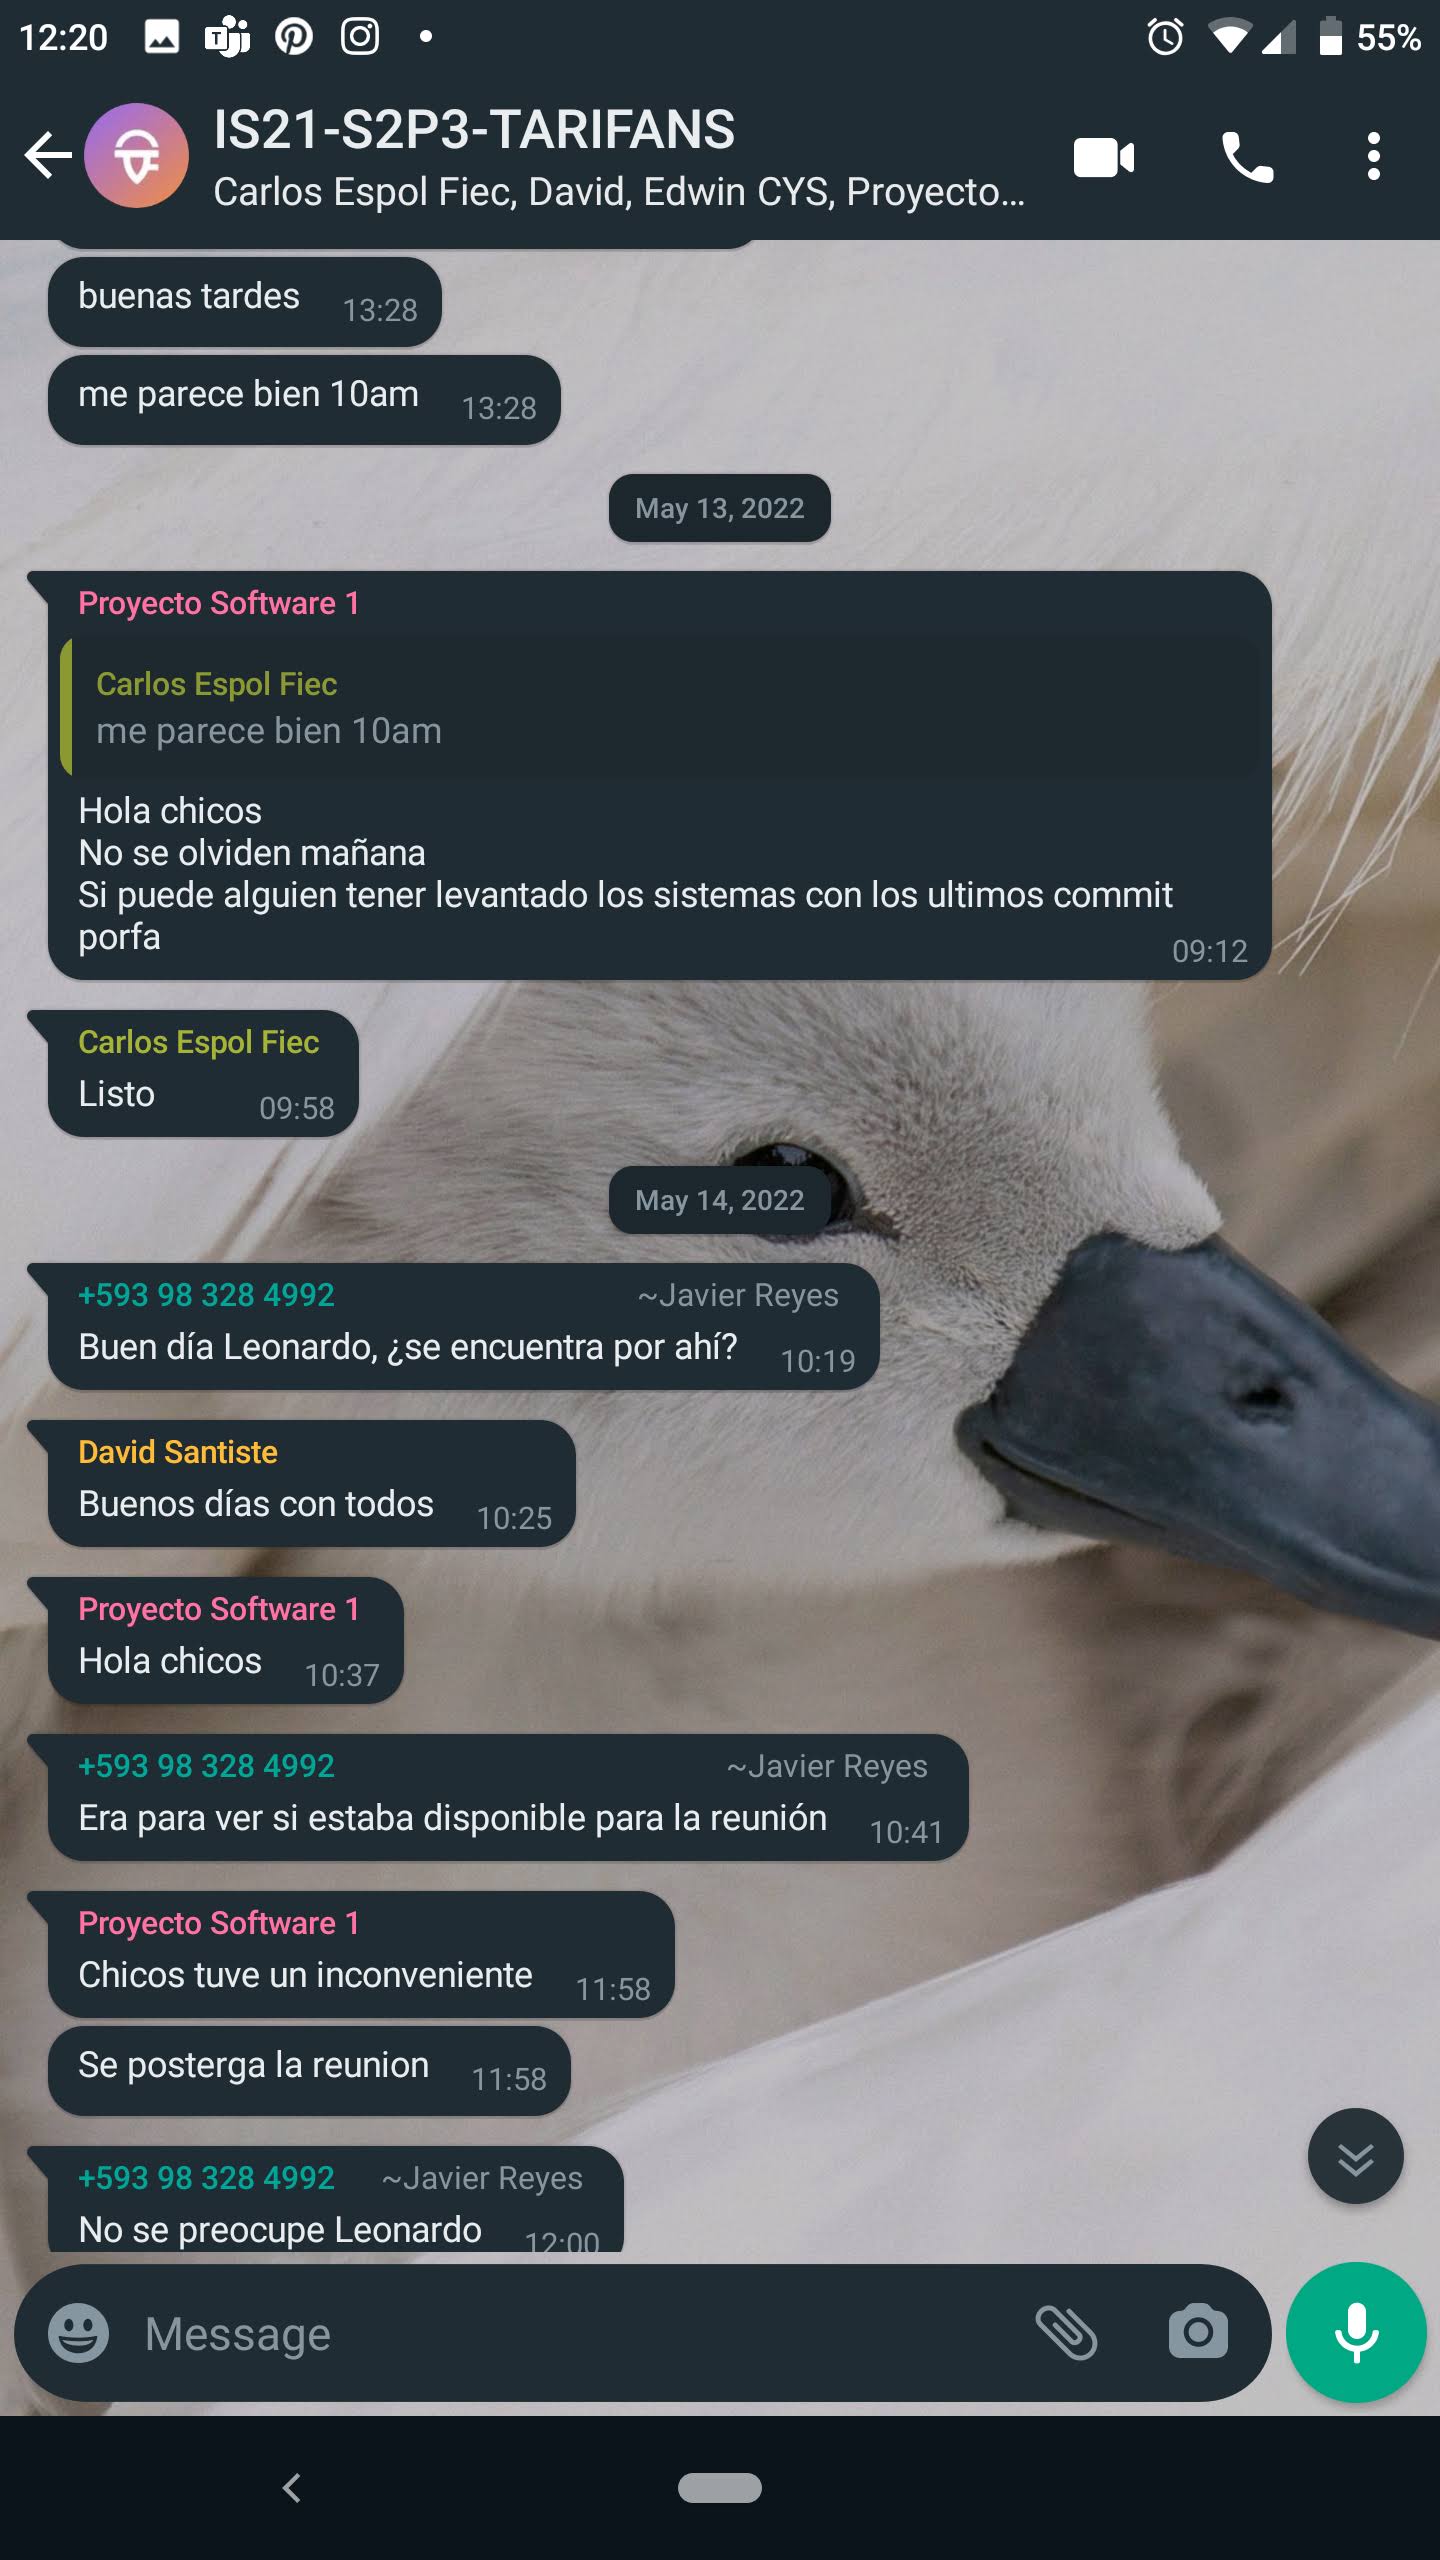 12:20
55%
IS21-S2P3-TARIFANS
Carlos Espol Fiec, David, Edwin CYS, Proyecto...
buenas tardes 13:28
me parece bien 10am 13:28
May 13, 2022
Proyecto Software 1
Carlos Espol Fiec
me parece bien 10am
Hola chicos
No se olviden mañana
Si puede alguien tener levantado los sistemas con los ultimos commit
porfa 09:12
Carlos Espol Fiec
Listo 09:58
May 14, 2022
+593 98 328 4992 ~Javier Reyes
Buen día Leonardo, ¿se encuentra por ahí? 10:19
David Santiste
Buenos días con todos 10:25
Proyecto Software 1
Hola chicos 10:37
+593 98 328 4992 ~Javier Reyes
Era para ver si estaba disponible para la reunión 10:41
Proyecto Software 1
Chicos tuve un inconveniente 11:58
Se posterga la reunion 11:58
+593 98 328 4992 ~Javier Reyes
No se preocupe Leonardo 12:00
Message